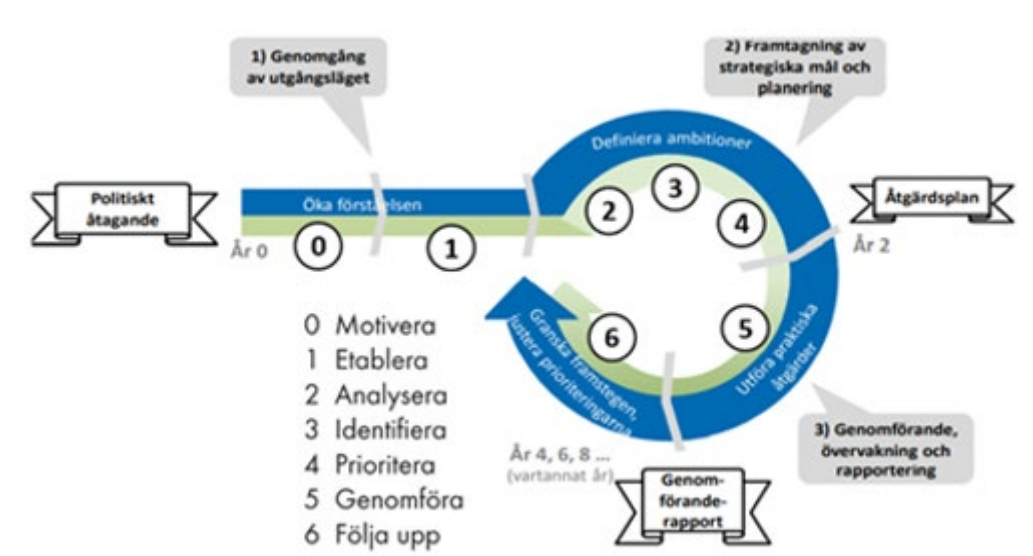 1) Genomgång
av utgångsläget
2) Framtagning av
strategiska mål och
planering
Definiera ambitioner
Politiskt
åtagande
Öka förståelsen
År 0
0
1
2
3
4
Åtgärdsplan
År 2
5
6
Utföra praktiska
åtgärder
Granska framstegen,
justera prioriteringarna
0 Motivera
1 Etablera
2 Analysera
3 Identifiera
4 Prioritera
5 Genomföra
6 Följa upp
3) Genomförande,
övervakning och
rapportering
År 4, 6, 8 ...
(vartannat år)
Genom-
förande-
rapport